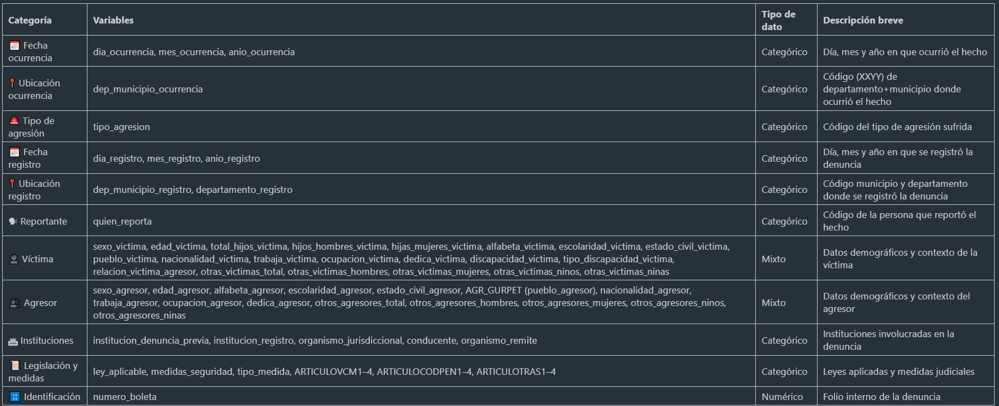 Categoría
Variables
Tipo de
dato
Descripción breve
Fecha
ocurrencia
dia_ocurrencia, mes_ocurrencia, anio_ocurrencia
Categórico
Día, mes y año en que ocurrió el hecho
Ubicación
ocurrencia
dep_municipio_ocurrencia
Categórico
Código (XXYY) de
departamento+municipio donde
ocurrió el hecho
Tipo de
agresión
tipo_agresion
Categórico
Código del tipo de agresión sufrida
Fecha
registro
dia_registro, mes_registro, anio_registro
Categórico
Día, mes y año en que se registró la
denuncia
Ubicación
registro
dep_municipio_registro, departamento_registro
Categórico
Código municipio y departamento
donde se registró la denuncia
Reportante
quien_reporta
Categórico
Código de la persona que reportó el
hecho
Víctima
sexo_victima, edad_victima, total_hijos_victima, hijos_hombres_victima, hijas_mujeres_victima, alfabeta_victima, escolaridad_victima, estado_civil_victima,
pueblo_victima, nacionalidad_victima, trabaja_victima, ocupacion_victima, dedica_victima, discapacidad_victima, tipo_discapacidad_victima,
relacion_victima_agresor, otras_victimas_total, otras_victimas_hombres, otras_victimas_mujeres, otras_victimas_ninos, otras_victimas_ninas
Mixto
Datos demográficos y contexto de la
víctima
Agresor
sexo_agresor, edad_agresor, alfabeta_agresor, escolaridad_agresor, estado_civil_agresor, AGR_GURPET (pueblo_agresor), nacionalidad_agresor,
trabaja_agresor, ocupacion_agresor, dedica_agresor, otros_agresores_total, otros_agresores_hombres, otros_agresores_mujeres, otros_agresores_ninos,
otros_agresores_ninas
Mixto
Datos demográficos y contexto del
agresor
Instituciones
institucion_denuncia_previa, institucion_registro, organismo_jurisdiccional, conducente, organismo_remite
Categórico
Instituciones involucradas en la
denuncia
Legislación y
medidas
ley_aplicable, medidas_seguridad, tipo_medida, ARTICULOVCM1–4, ARTICULOCODPEN1–4, ARTICULOTRAS1–4
Categórico
Leyes aplicadas y medidas judiciales
Identificación
numero_boleta
Numérico
Folio interno de la denuncia